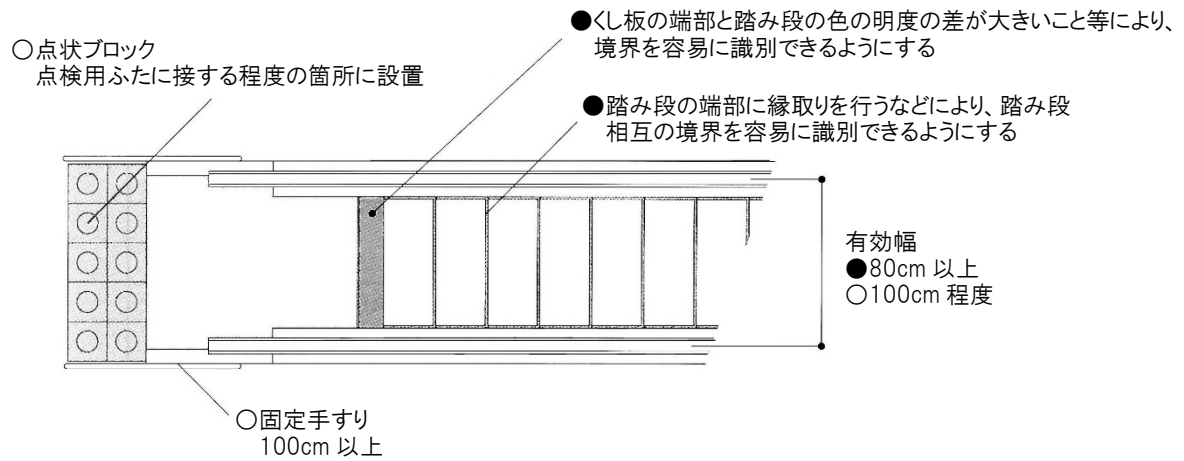 ●くし板の端部と踏み段の色の明度の差が大きいこと等により、
境界を容易に識別できるようにする
○点状ブロック
点検用ふたに接する程度の箇所に設置
●踏み段の端部に縁取りを行うなどにより、踏み段
相互の境界を容易に識別できるようにする
有効幅
●80cm 以上
○100cm 程度
○固定手すり
100cm 以上